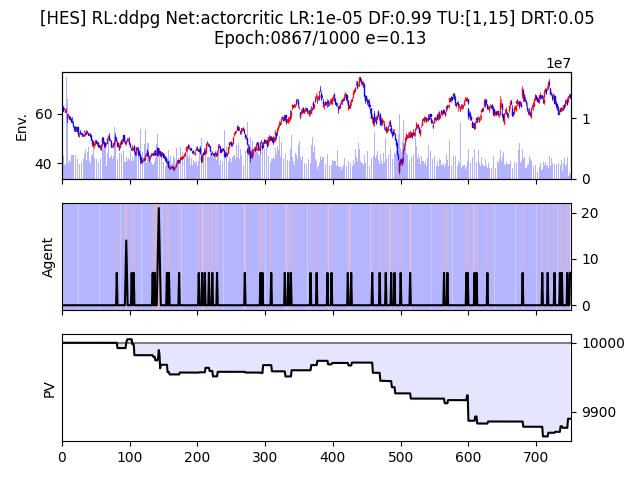 [HES] RL:ddpg Net:actorcritic LR:1e-05 DF:0.99 TU:[1,15] DRT:0.05
Epoch:0867/1000 e=0.13
1e7
Env.
60
40
1
0
Agent
20
10
0
PV
10000
9900
0 100 200 300 400 500 600 700